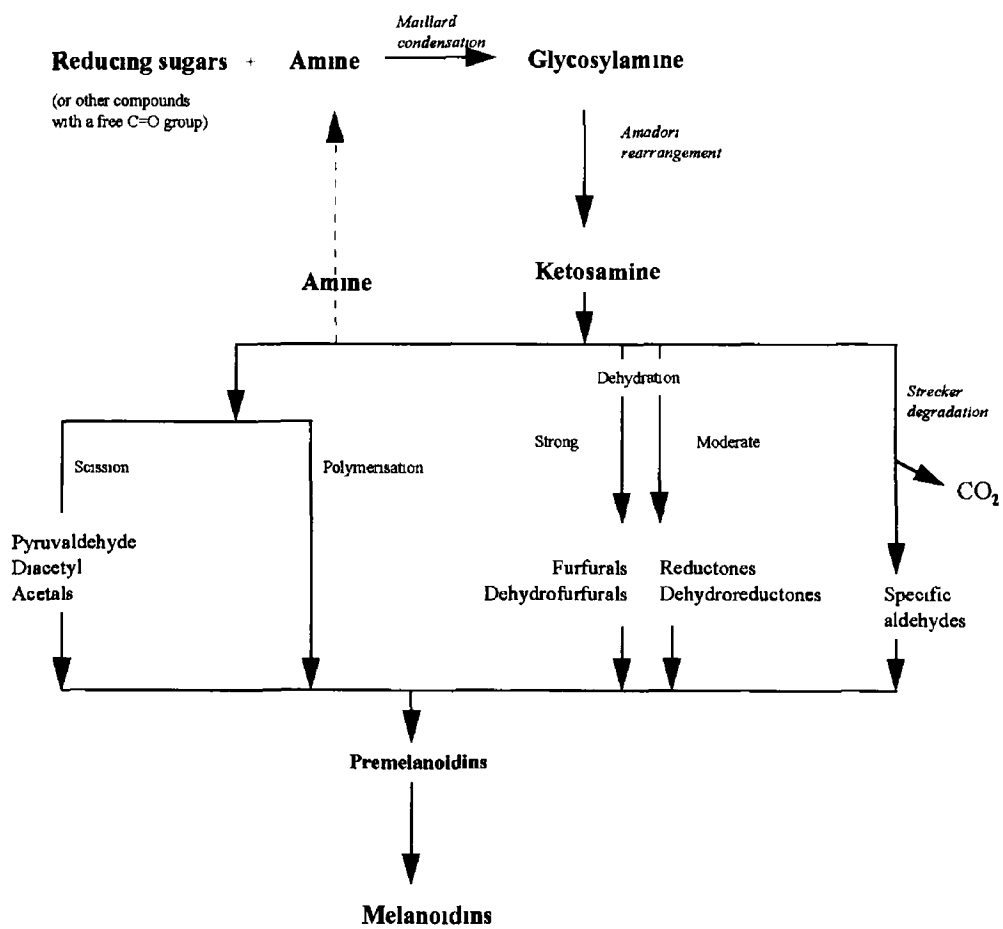 Maillard
condensation
Reducing sugars + Amine Glycosylamine
(or other compounds
with a free C=O group)
Amadori
rearrangement
Amine Ketosamine
Dehydration
Strecker
degradation
Strong Moderate
Scission Polymerisation
CO₂
Pyruvaldehyde
Diacetyl
Acetals
Furfurals
Dehydrofurfurals
Reductones
Dehydroreductones
Specific
aldehydes
Premelanoidins
Melanoidins